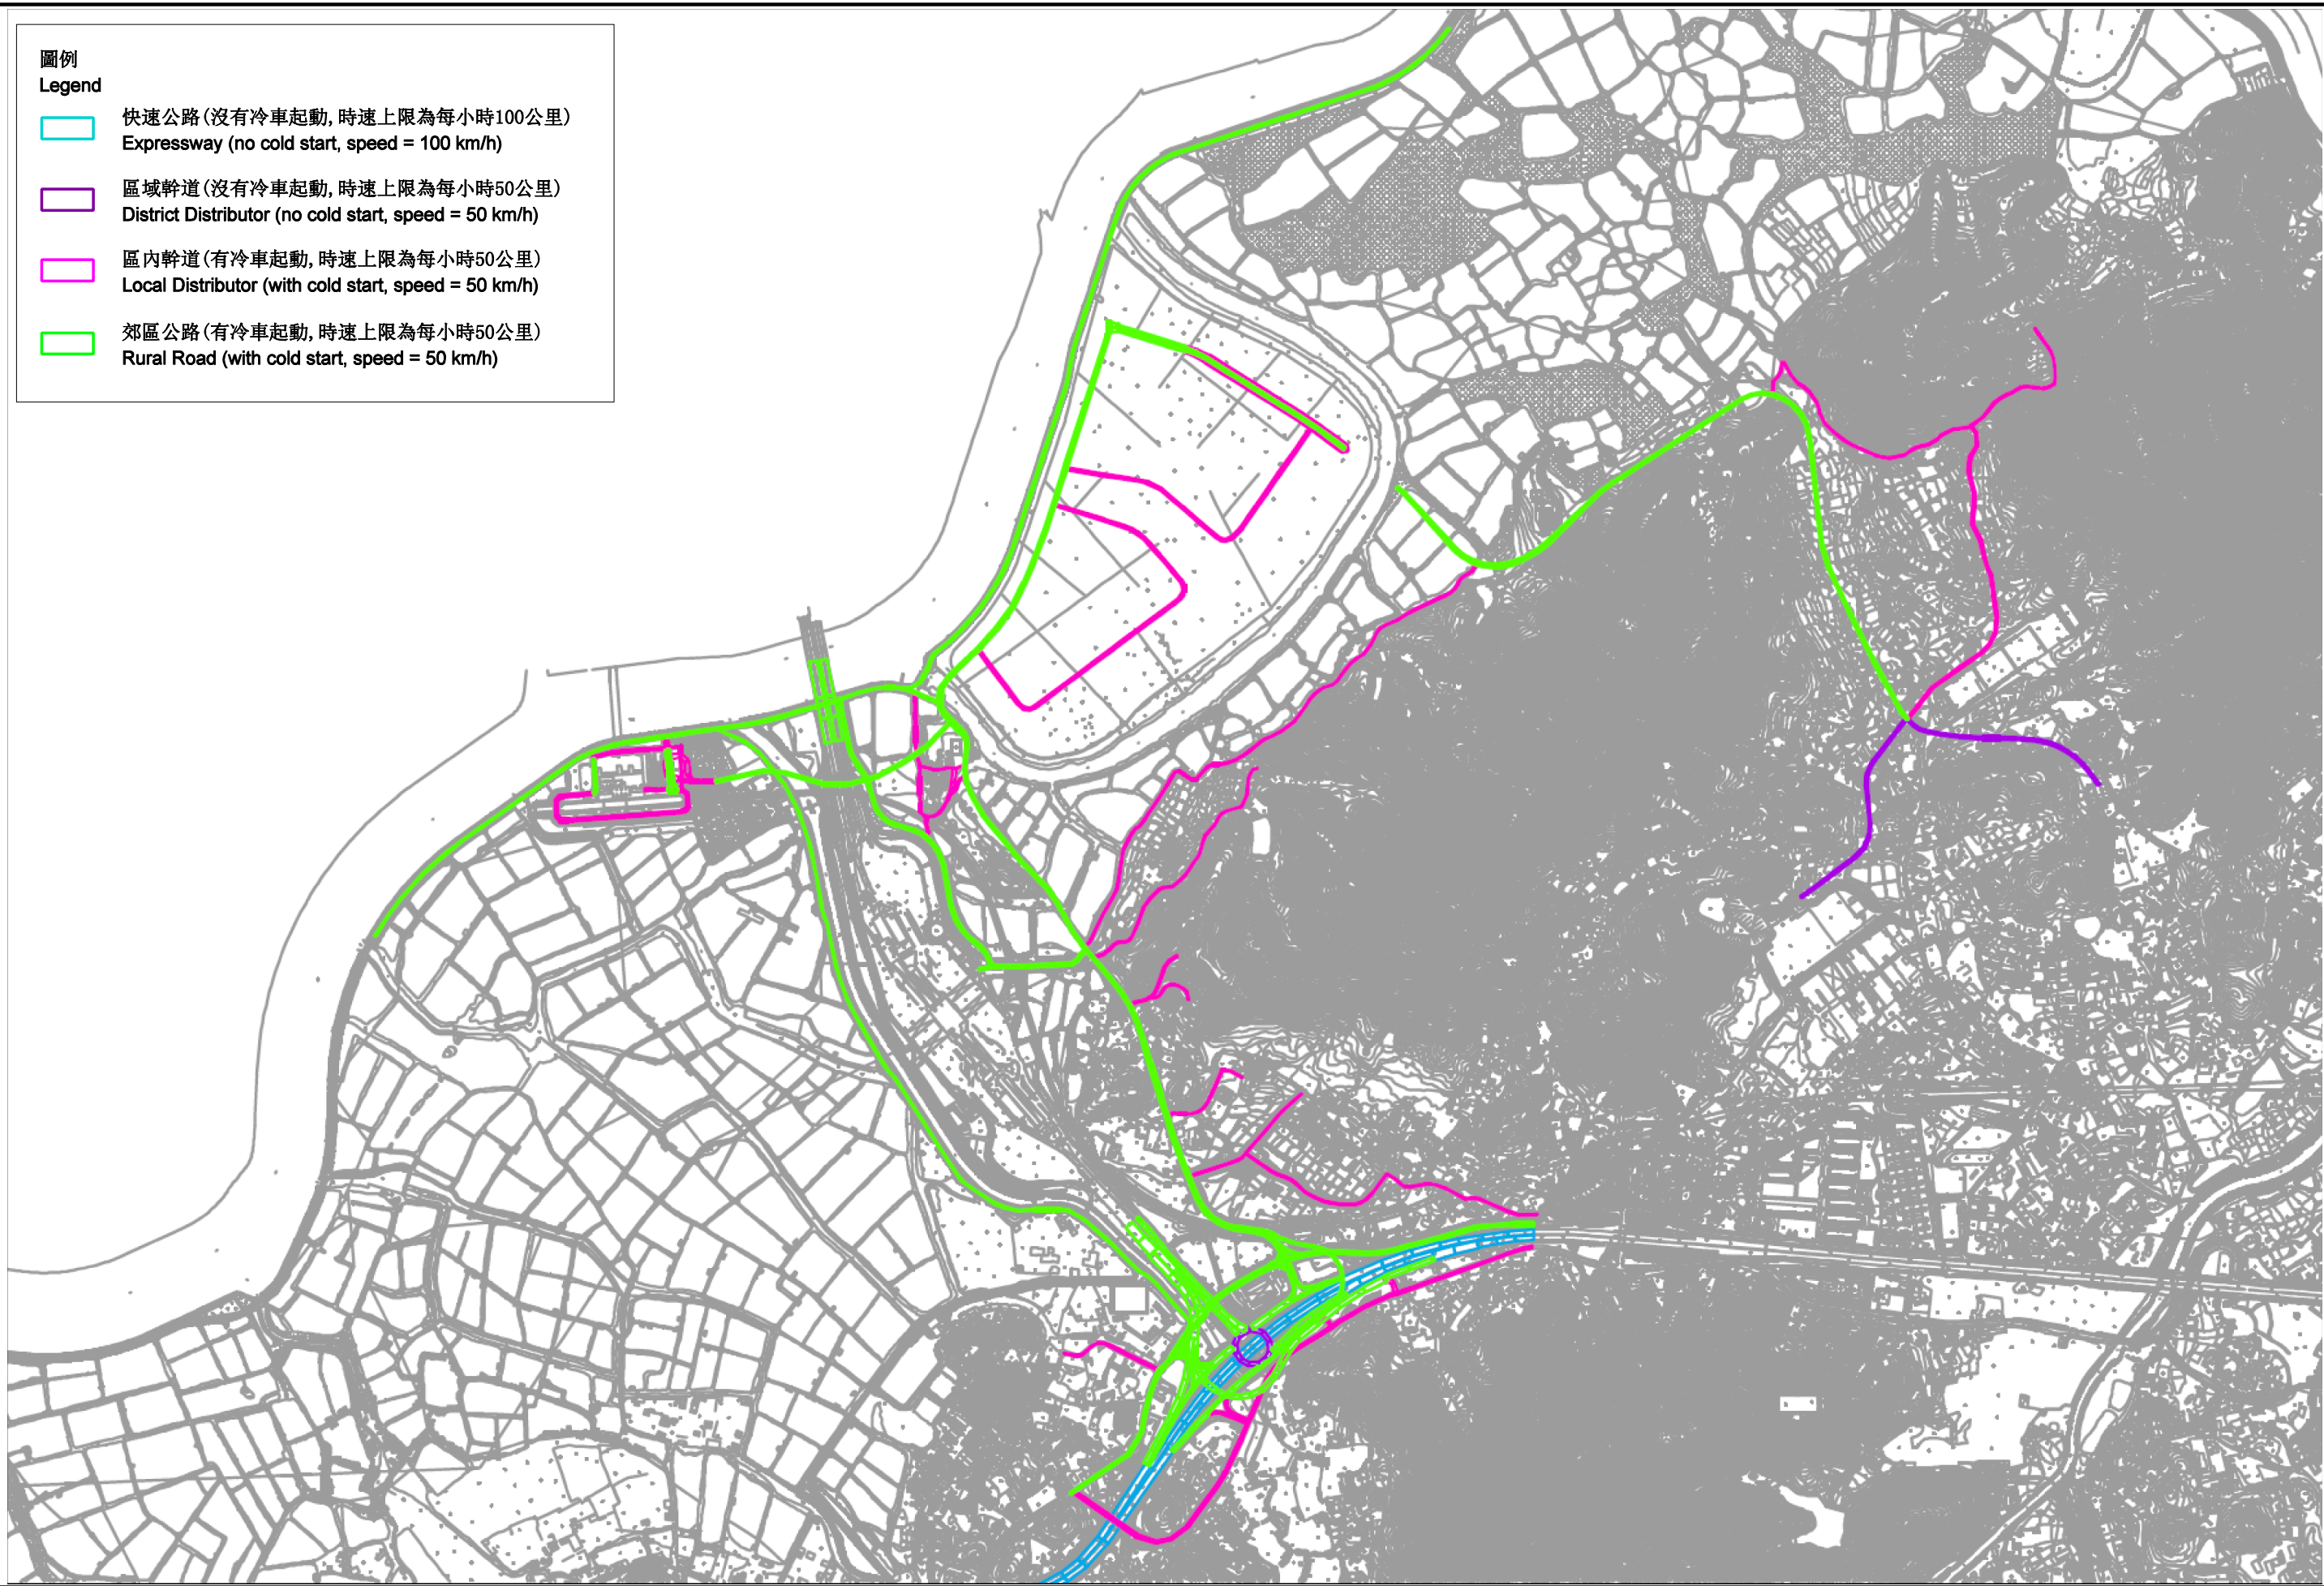 圖例
Legend
快速公路(沒有冷車起動, 時速上限為每小時100公里)
Expressway (no cold start, speed = 100 km/h)
區域幹道(沒有冷車起動, 時速上限為每小時50公里)
District Distributor (no cold start, speed = 50 km/h)
區內幹道(有冷車起動, 時速上限為每小時50公里)
Local Distributor (with cold start, speed = 50 km/h)
郊區公路(有冷車起動, 時速上限為每小時50公里)
Rural Road (with cold start, speed = 50 km/h)